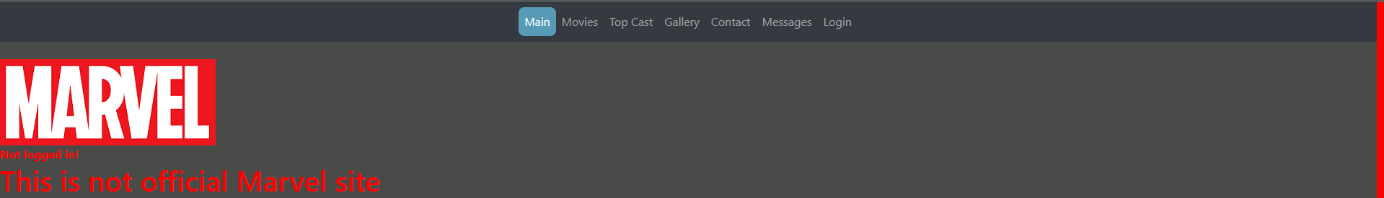 Main Movies Top Cast Gallery Contact Messages Login
MARVEL
Not logged in!
This is not official Marvel site